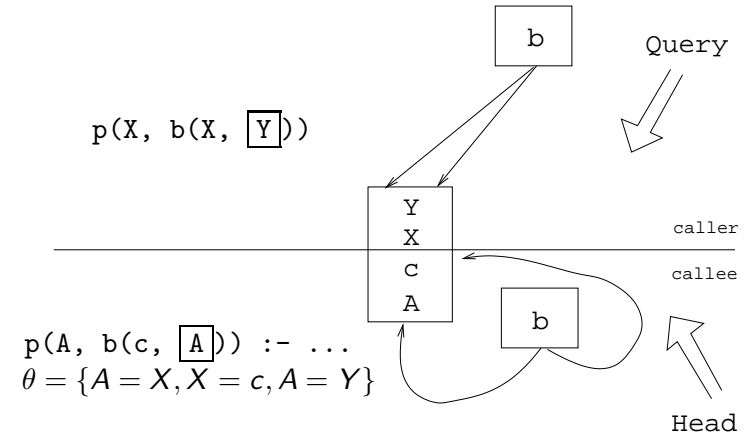 b
Query
p(X, b(X, Y))
Y
X
caller
c
callee
A
b
p(A, b(c, A)) :- ...
θ = {A = X, X = c, A = Y}
Head